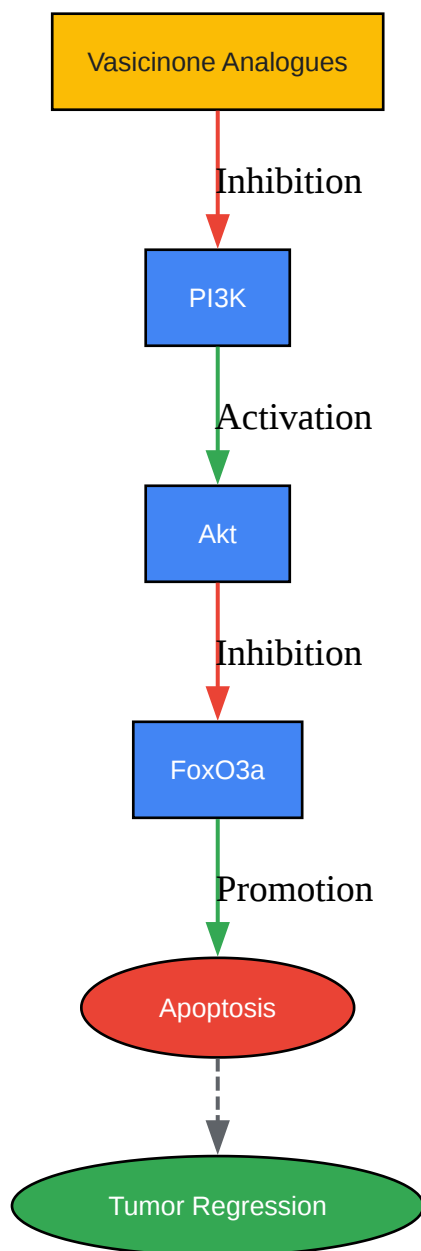 Vasicinone Analogues
Inhibition
PI3K
Activation
Akt
Inhibition
FoxO3a
Promotion
Apoptosis
Tumor Regression